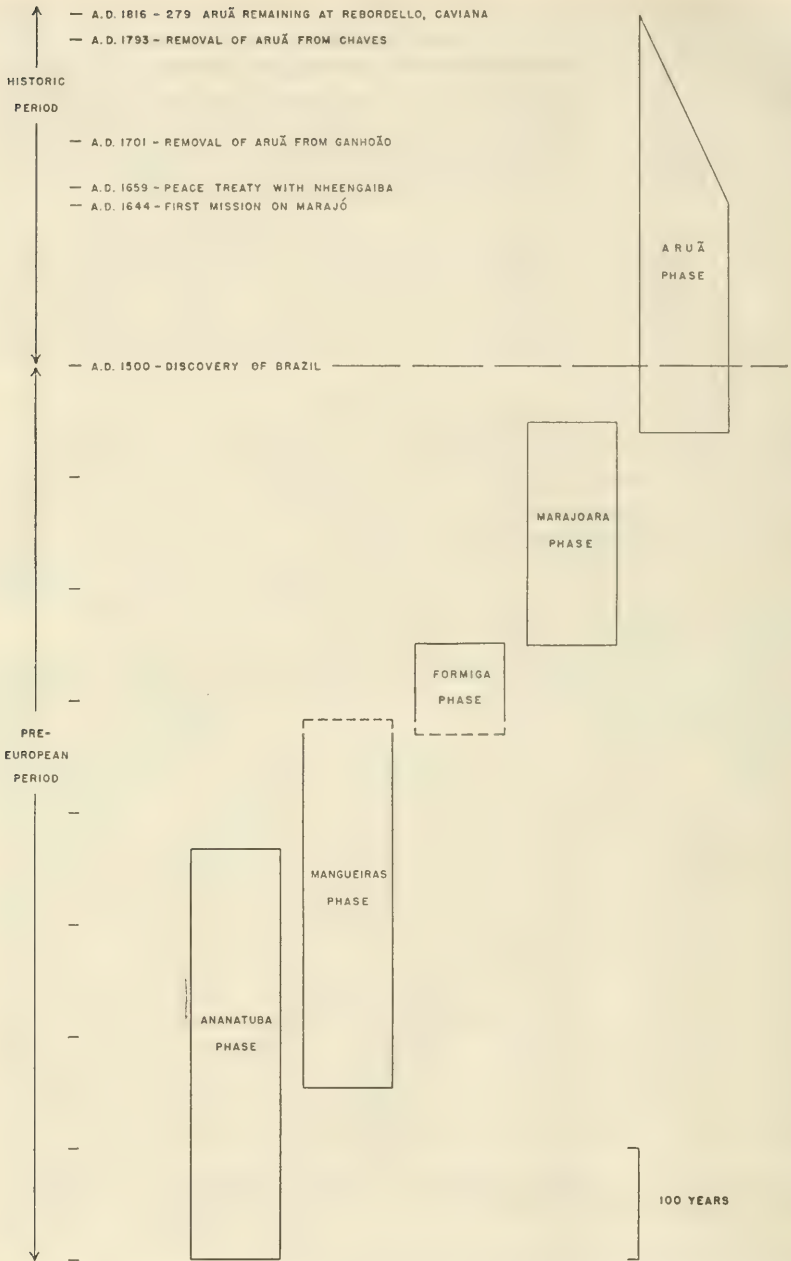 A.D. 1816 - 279 ARUÃ REMAINING AT REBORDELLO, CAVIANA
A.D. 1793 - REMOVAL OF ARUÃ FROM CHAVES
HISTORIC
PERIOD
A.D. 1701 - REMOVAL OF ARUÃ FROM GANHOÃO
A.D. 1659 - PEACE TREATY WITH NHEENGAIBA
A.D. 1644 - FIRST MISSION ON MARAJÓ
ARUÃ
PHASE
A.D. 1500 - DISCOVERY OF BRAZIL
MARAJOARA
PHASE
FORMIGA
PHASE
PRE-
EUROPEAN
PERIOD
MANGUEIRAS
PHASE
ANANATUBA
PHASE
100 YEARS